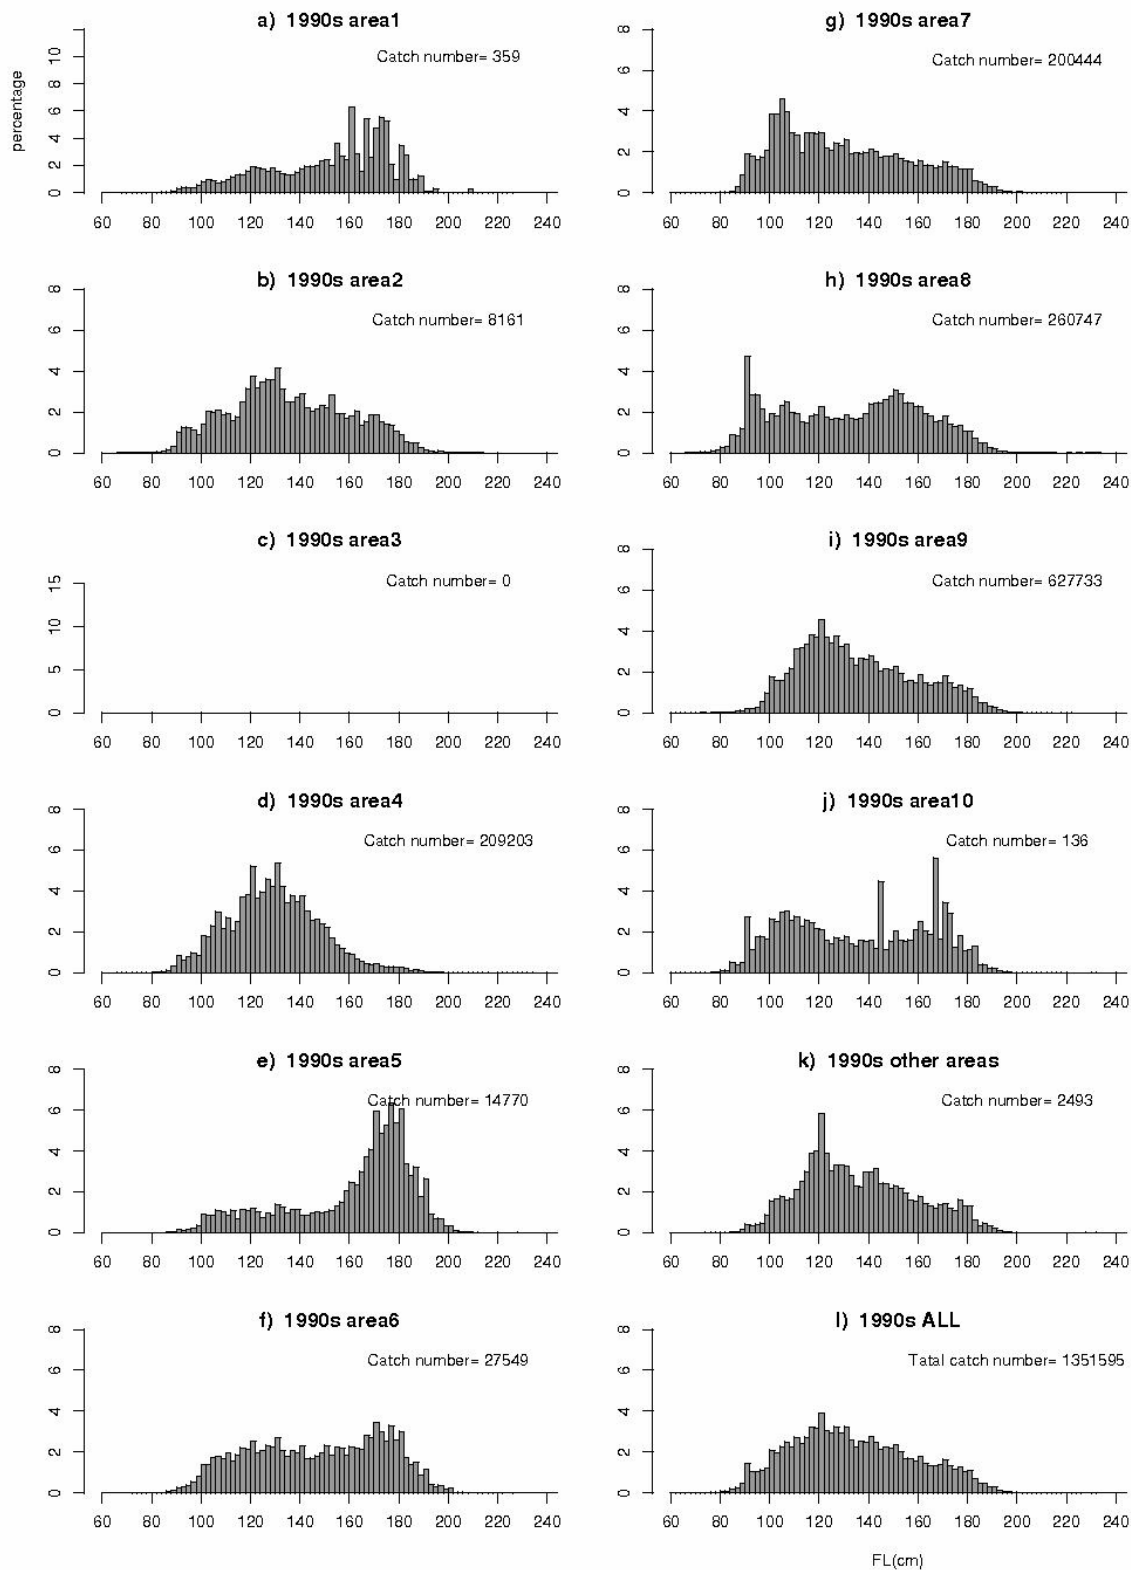 a) 1990s area1
Catch number= 359
percentage
0 2 4 6 8 10
60 80 100 120 140 160 180 200 220 240
b) 1990s area2
Catch number= 8161
0 2 4 6 8
60 80 100 120 140 160 180 200 220 240
c) 1990s area3
Catch number= 0
0 5 10 15
60 80 100 120 140 160 180 200 220 240
d) 1990s area4
Catch number= 209203
0 2 4 6 8
60 80 100 120 140 160 180 200 220 240
e) 1990s area5
Catch number= 14770
0 2 4 6 8
60 80 100 120 140 160 180 200 220 240
f) 1990s area6
Catch number= 27549
0 2 4 6 8
60 80 100 120 140 160 180 200 220 240
g) 1990s area7
Catch number= 200444
0 2 4 6 8
60 80 100 120 140 160 180 200 220 240
h) 1990s area8
Catch number= 260747
0 2 4 6 8
60 80 100 120 140 160 180 200 220 240
i) 1990s area9
Catch number= 627733
0 2 4 6 8
60 80 100 120 140 160 180 200 220 240
j) 1990s area10
Catch number= 136
0 2 4 6 8
60 80 100 120 140 160 180 200 220 240
k) 1990s other areas
Catch number= 2493
0 2 4 6 8
60 80 100 120 140 160 180 200 220 240
l) 1990s ALL
Tatal catch number= 1351595
0 2 4 6 8
60 80 100 120 140 160 180 200 220 240
FL(cm)